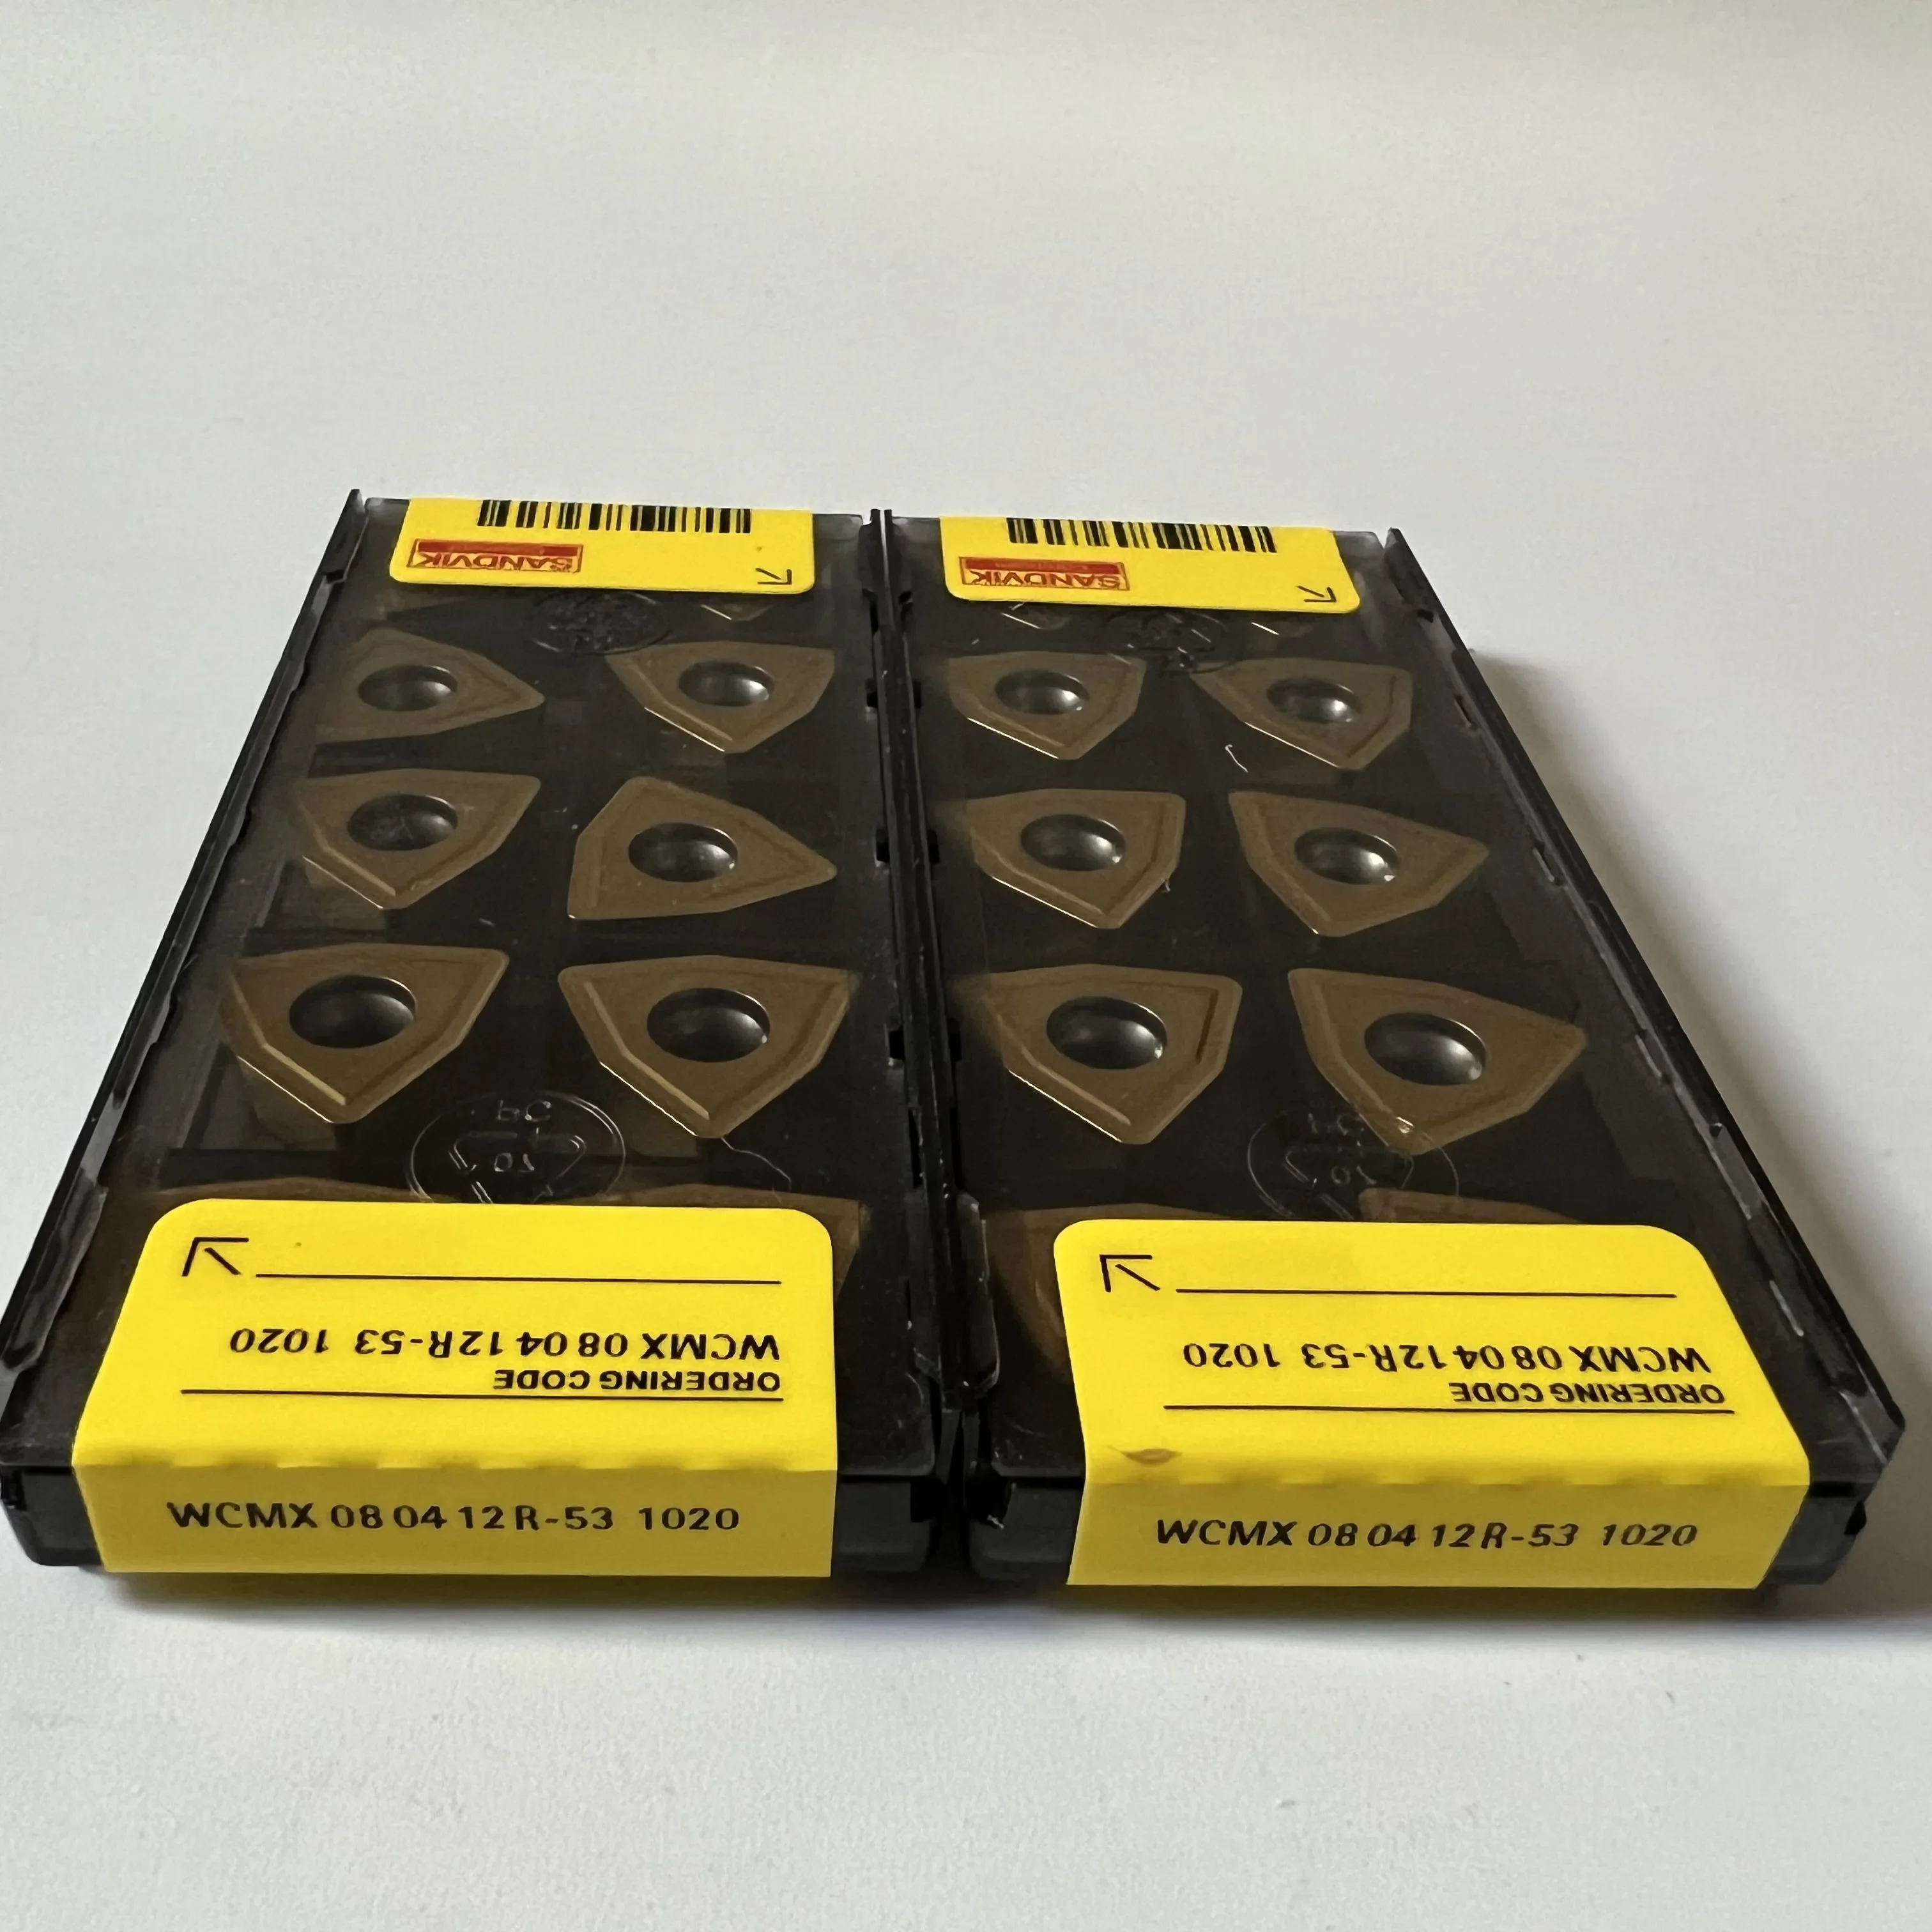 SANDVIK
SANDVIK
ORDERING CODE
WCMX 08 04 12R-53 1020
WCMX 08 04 12 R-53 1020
ORDERING CODE
WCMX 08 04 12R-53 1020
WCMX 08 04 12 R-53 1020